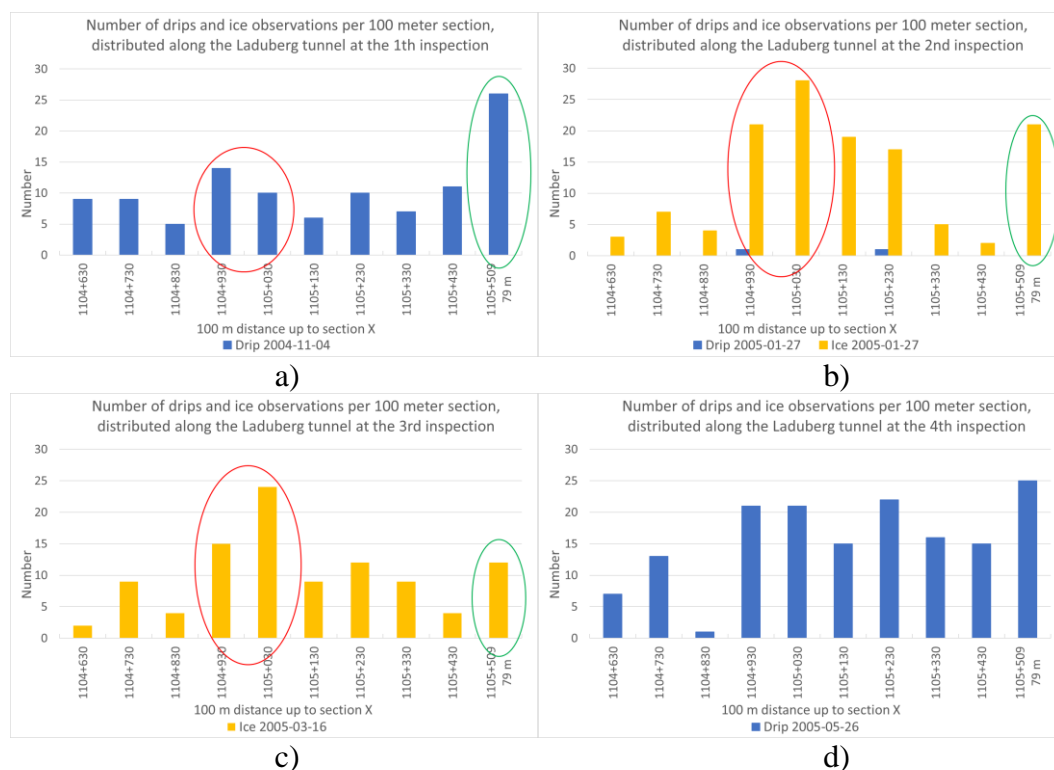 Number of drips and ice observations per 100 meter section,
distributed along the Laduberg tunnel at the 1th inspection
30
25
20
15
10
5
0
Number
1104+630
1104+730
1104+830
1104+930
1105+030
1105+130
1105+230
1105+330
1105+430
1105+509
79 m
100 m distance up to section X
Drip 2004-11-04
a)
Number of drips and ice observations per 100 meter section,
distributed along the Laduberg tunnel at the 2nd inspection
30
25
20
15
10
5
0
Number
1104+630
1104+730
1104+830
1104+930
1105+030
1105+130
1105+230
1105+330
1105+430
1105+509
79 m
100 m distance up to section X
Drip 2005-01-27 Ice 2005-01-27
b)
Number of drips and ice observations per 100 meter section,
distributed along the Laduberg tunnel at the 3rd inspection
30
25
20
15
10
5
0
Number
1104+630
1104+730
1104+830
1104+930
1105+030
1105+130
1105+230
1105+330
1105+430
1105+509
79 m
100 m distance up to section X
Ice 2005-03-16
c)
Number of drips and ice observations per 100 meter section,
distributed along the Laduberg tunnel at the 4th inspection
30
25
20
15
10
5
0
Number
1104+630
1104+730
1104+830
1104+930
1105+030
1105+130
1105+230
1105+330
1105+430
1105+509
79 m
100 m distance up to section X
Drip 2005-05-26
d)